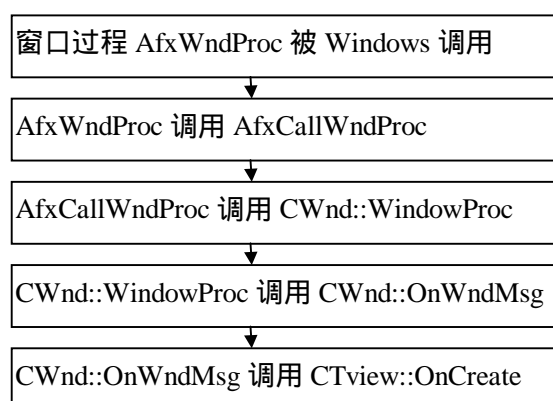 窗口过程 AfxWndProc 被 Windows 调用
AfxWndProc 调用 AfxCallWndProc
AfxCallWndProc 调用 CWnd::WindowProc
CWnd::WindowProc 调用 CWnd::OnWndMsg
CWnd::OnWndMsg 调用 CTview::OnCreate